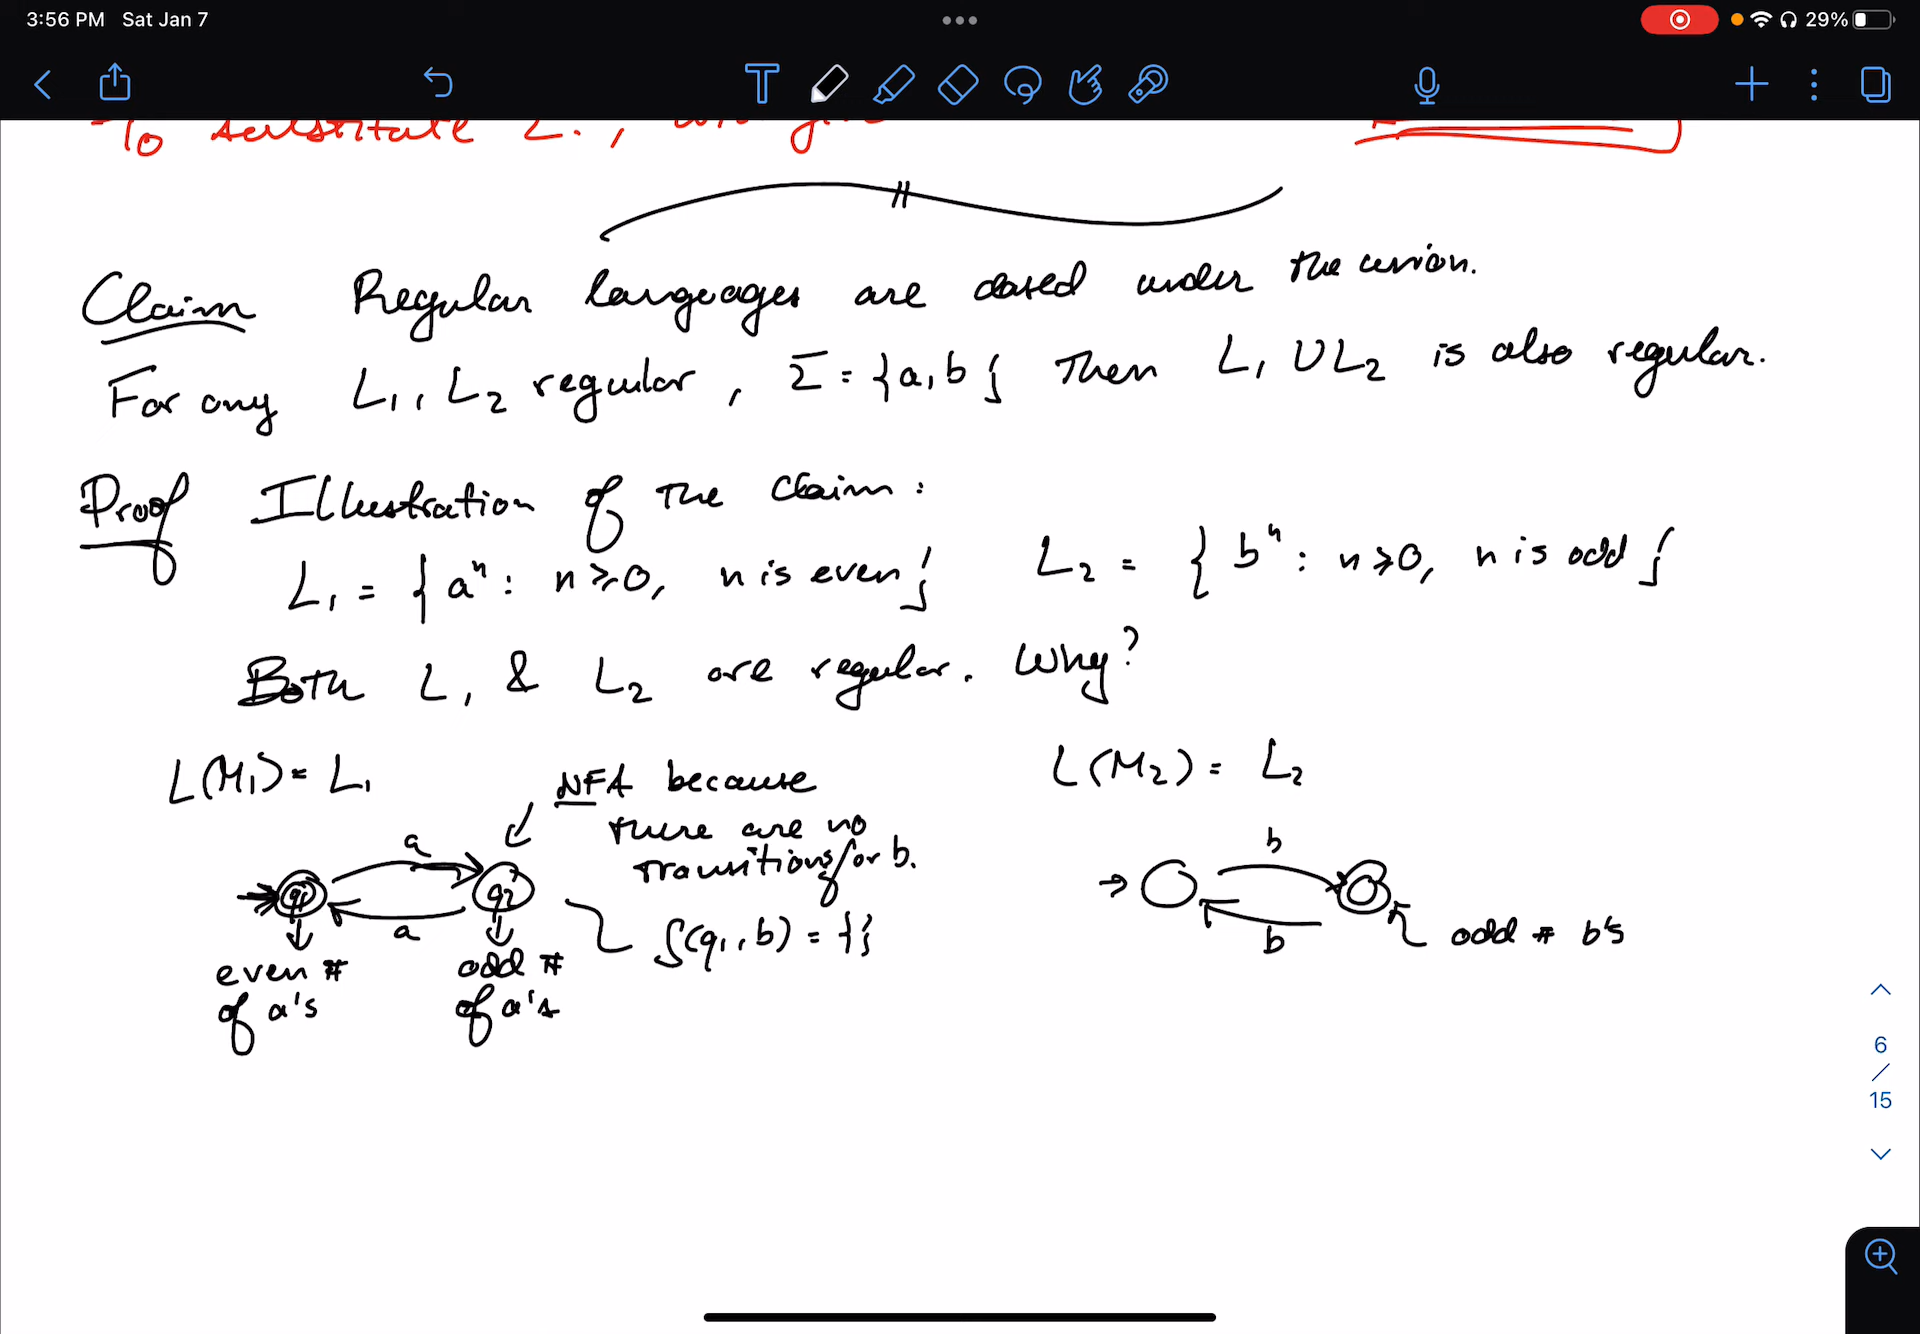 3:56 PM Sat Jan 7
29%
T
To substitute
Claim Regular languages are closed under the union.
For any L₁, L₂ regular, Σ = {a, b} Then L₁ ∪ L₂ is also regular.
Proof Illustration of the claim:
L₁ = { aⁿ : n ≥ 0, n is even } L₂ = { bⁿ : n ≥ 0, n is odd }
Both L₁ & L₂ are regular. Why?
L(M₁) = L₁
NFA because
there are no
transitions for b.
L(M₂) = L₂
a
q₁
q₂
a
δ(q₁, b) = {}
even #
of a's
odd #
of a's
b
b
odd # b's
6
/
15